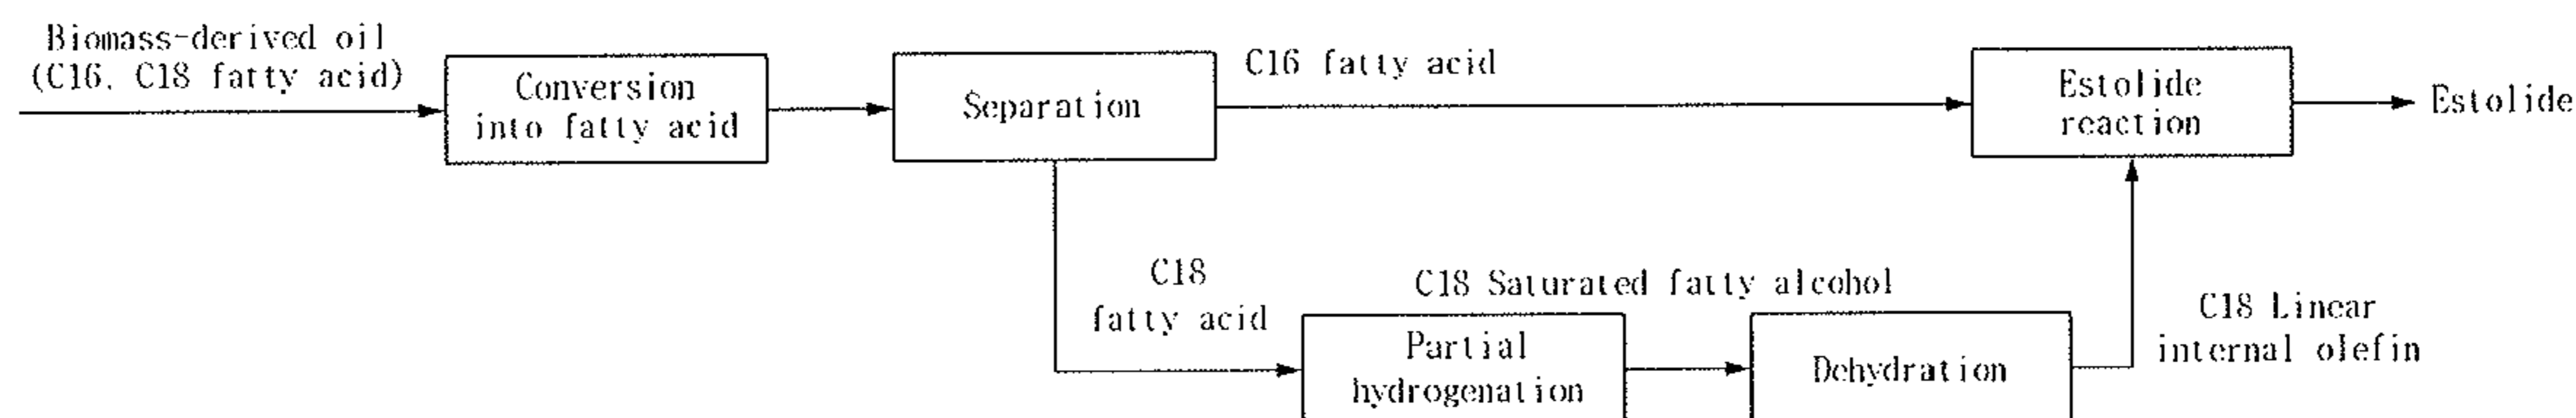 Biomass-derived oil
(C16, C18 fatty acid)
Conversion
into fatty acid
Separation
C16 fatty acid
Estolide
reaction
Estolide
C18
fatty acid
C18 Saturated fatty alcohol
Partial
hydrogenation
Dehydration
C18 Linear
internal olefin